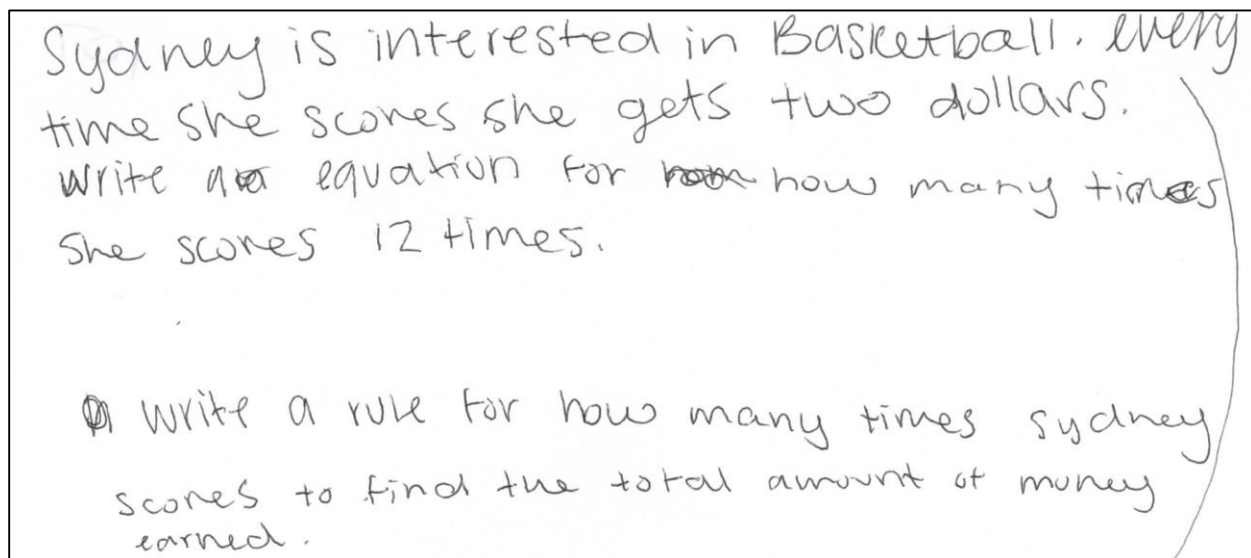 Sydney is interested in Basketball. every
time she scores she gets two dollars.
write a equation for how many times
she scores 12 times.
write a rule for how many times sydney
scores to find the total amount of money
earned.